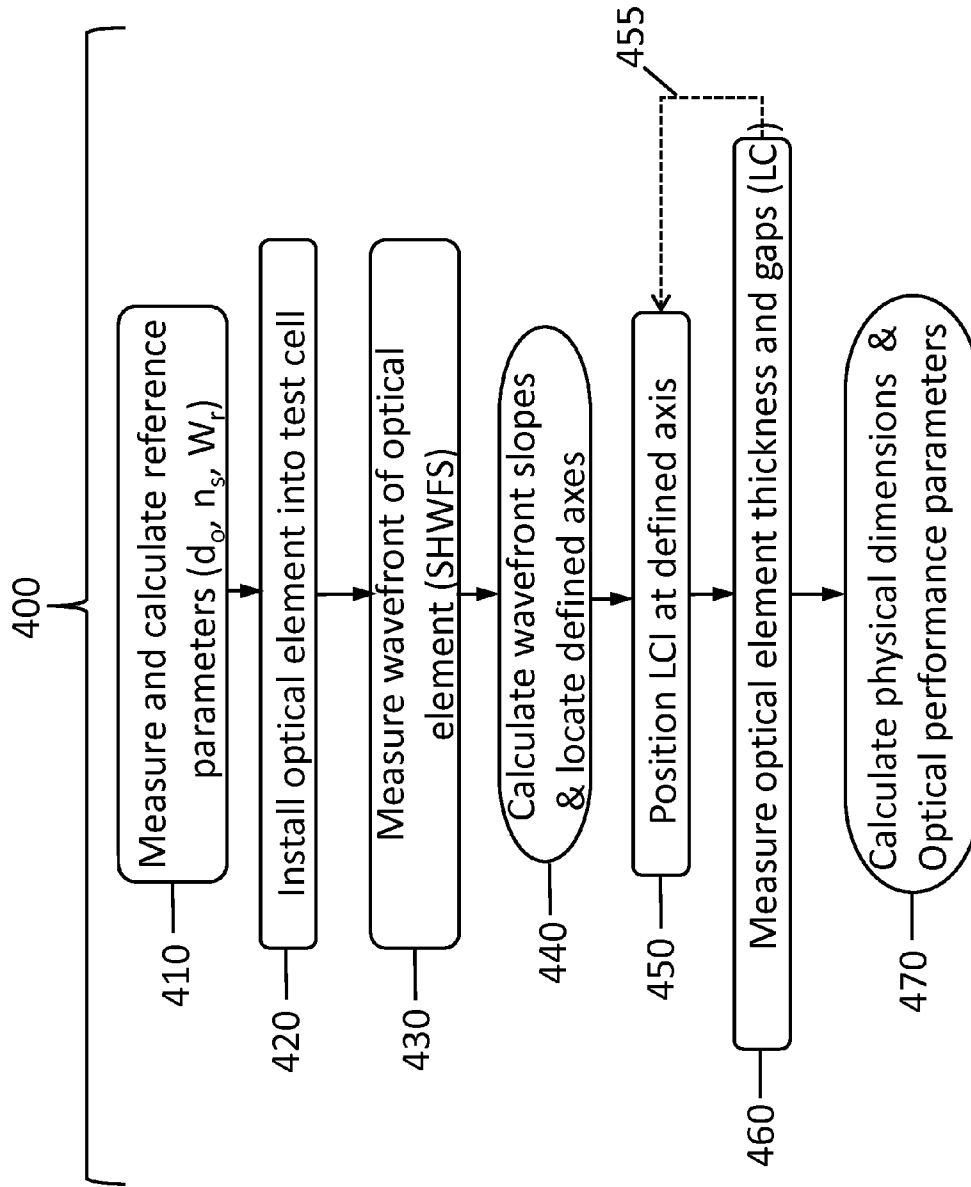 400
410
Measure and calculate reference
parameters (do, ns, Wr)
420
Install optical element into test cell
430
Measure wavefront of optical
element (SHWFS)
440
Calculate wavefront slopes
& locate defined axes
450
Position LCI at defined axis
455
460
Measure optical element thickness and gaps (LC )
470
Calculate physical dimensions &
Optical performance parameters